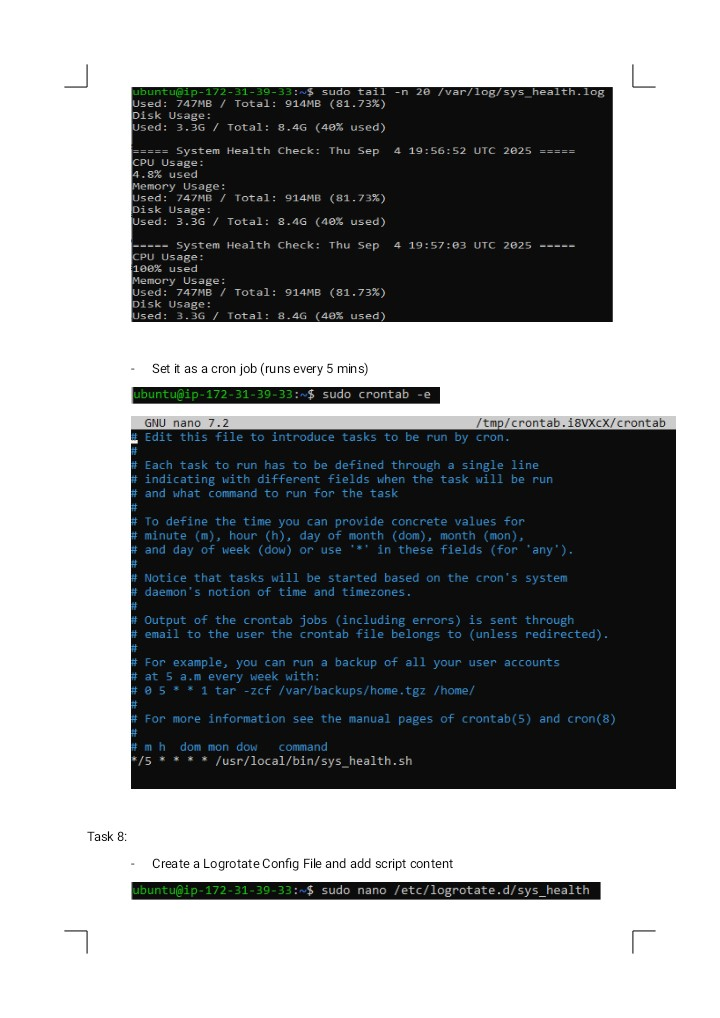 ubuntu@ip-172-31-39-33:~$ sudo tail -n 20 /var/log/sys_health.log
Used: 747MB / Total: 914MB (81.73%)
Disk Usage:
Used: 3.3G / Total: 8.4G (40% used)
===== System Health Check: Thu Sep  4 19:56:52 UTC 2025 =====
CPU Usage:
4.8% used
Memory Usage:
Used: 747MB / Total: 914MB (81.73%)
Disk Usage:
Used: 3.3G / Total: 8.4G (40% used)
===== System Health Check: Thu Sep  4 19:57:03 UTC 2025 =====
CPU Usage:
100% used
Memory Usage:
Used: 747MB / Total: 914MB (81.73%)
Disk Usage:
Used: 3.3G / Total: 8.4G (40% used)
- Set it as a cron job (runs every 5 mins)
ubuntu@ip-172-31-39-33:~$ sudo crontab -e
GNU nano 7.2 /tmp/crontab.i8VXcX/crontab
# Edit this file to introduce tasks to be run by cron.
#
# Each task to run has to be defined through a single line
# indicating with different fields when the task will be run
# and what command to run for the task
#
# To define the time you can provide concrete values for
# minute (m), hour (h), day of month (dom), month (mon),
# and day of week (dow) or use '*' in these fields (for 'any').
#
# Notice that tasks will be started based on the cron's system
# daemon's notion of time and timezones.
#
# Output of the crontab jobs (including errors) is sent through
# email to the user the crontab file belongs to (unless redirected).
#
# For example, you can run a backup of all your user accounts
# at 5 a.m every week with:
# 0 5 * * 1 tar -zcf /var/backups/home.tgz /home/
#
# For more information see the manual pages of crontab(5) and cron(8)
#
# m h  dom mon dow   command
*/5 * * * * /usr/local/bin/sys_health.sh
Task 8:
- Create a Logrotate Config File and add script content
ubuntu@ip-172-31-39-33:~$ sudo nano /etc/logrotate.d/sys_health